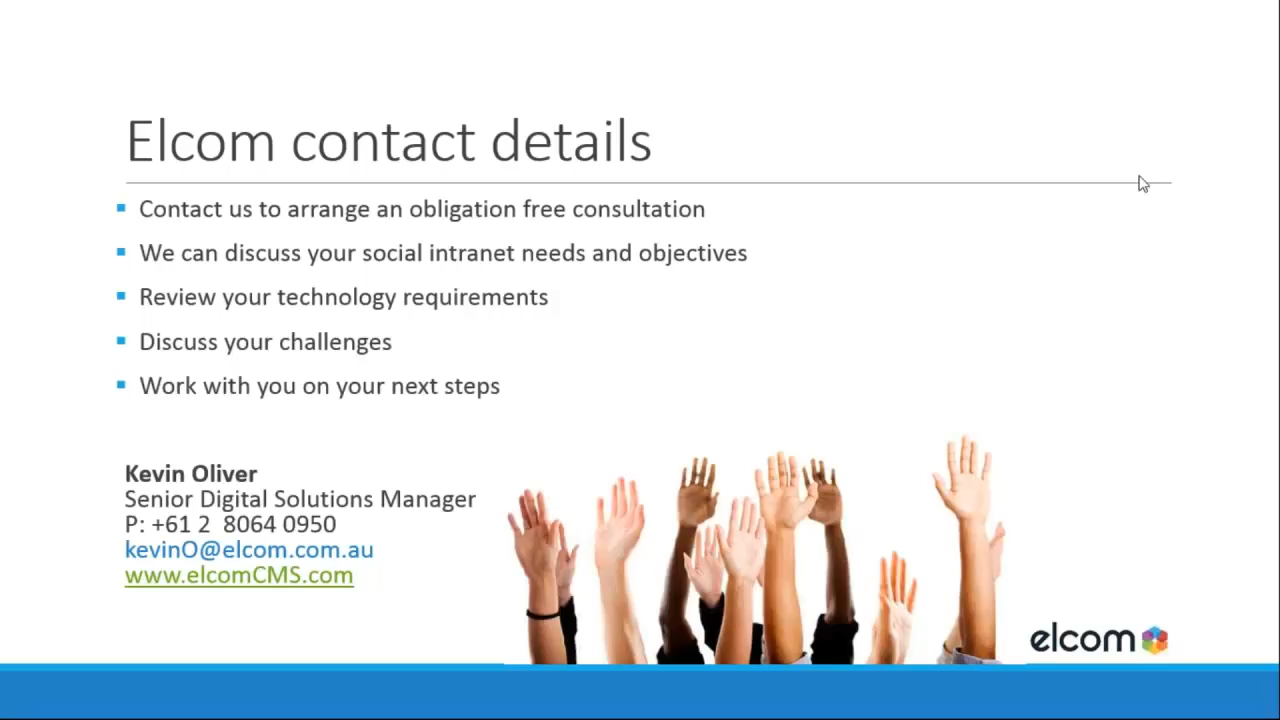 Elcom contact details
Contact us to arrange an obligation free consultation
We can discuss your social intranet needs and objectives
Review your technology requirements
Discuss your challenges
Work with you on your next steps
Kevin Oliver
Senior Digital Solutions Manager
P: +61 2  8064 0950
kevinO@elcom.com.au
www.elcomCMS.com
elcom